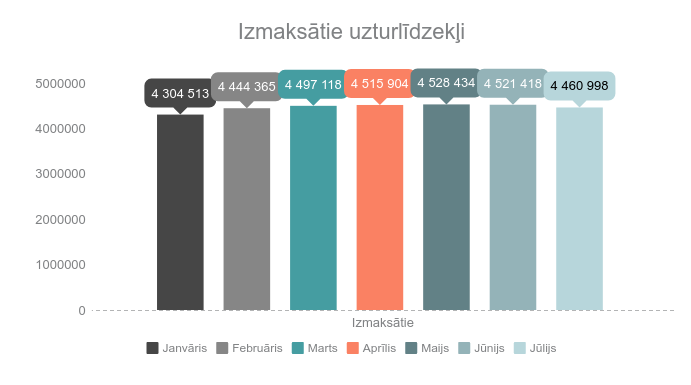 Izmaksātie uzturlīdzekļi
5000000
4000000
3000000
2000000
1000000
0
4 304 513
4 444 365
4 497 118
4 515 904
4 528 434
4 521 418
4 460 998
Izmaksātie
Janvāris Februāris Marts Aprīlis Maijs Jūnijs Jūlijs